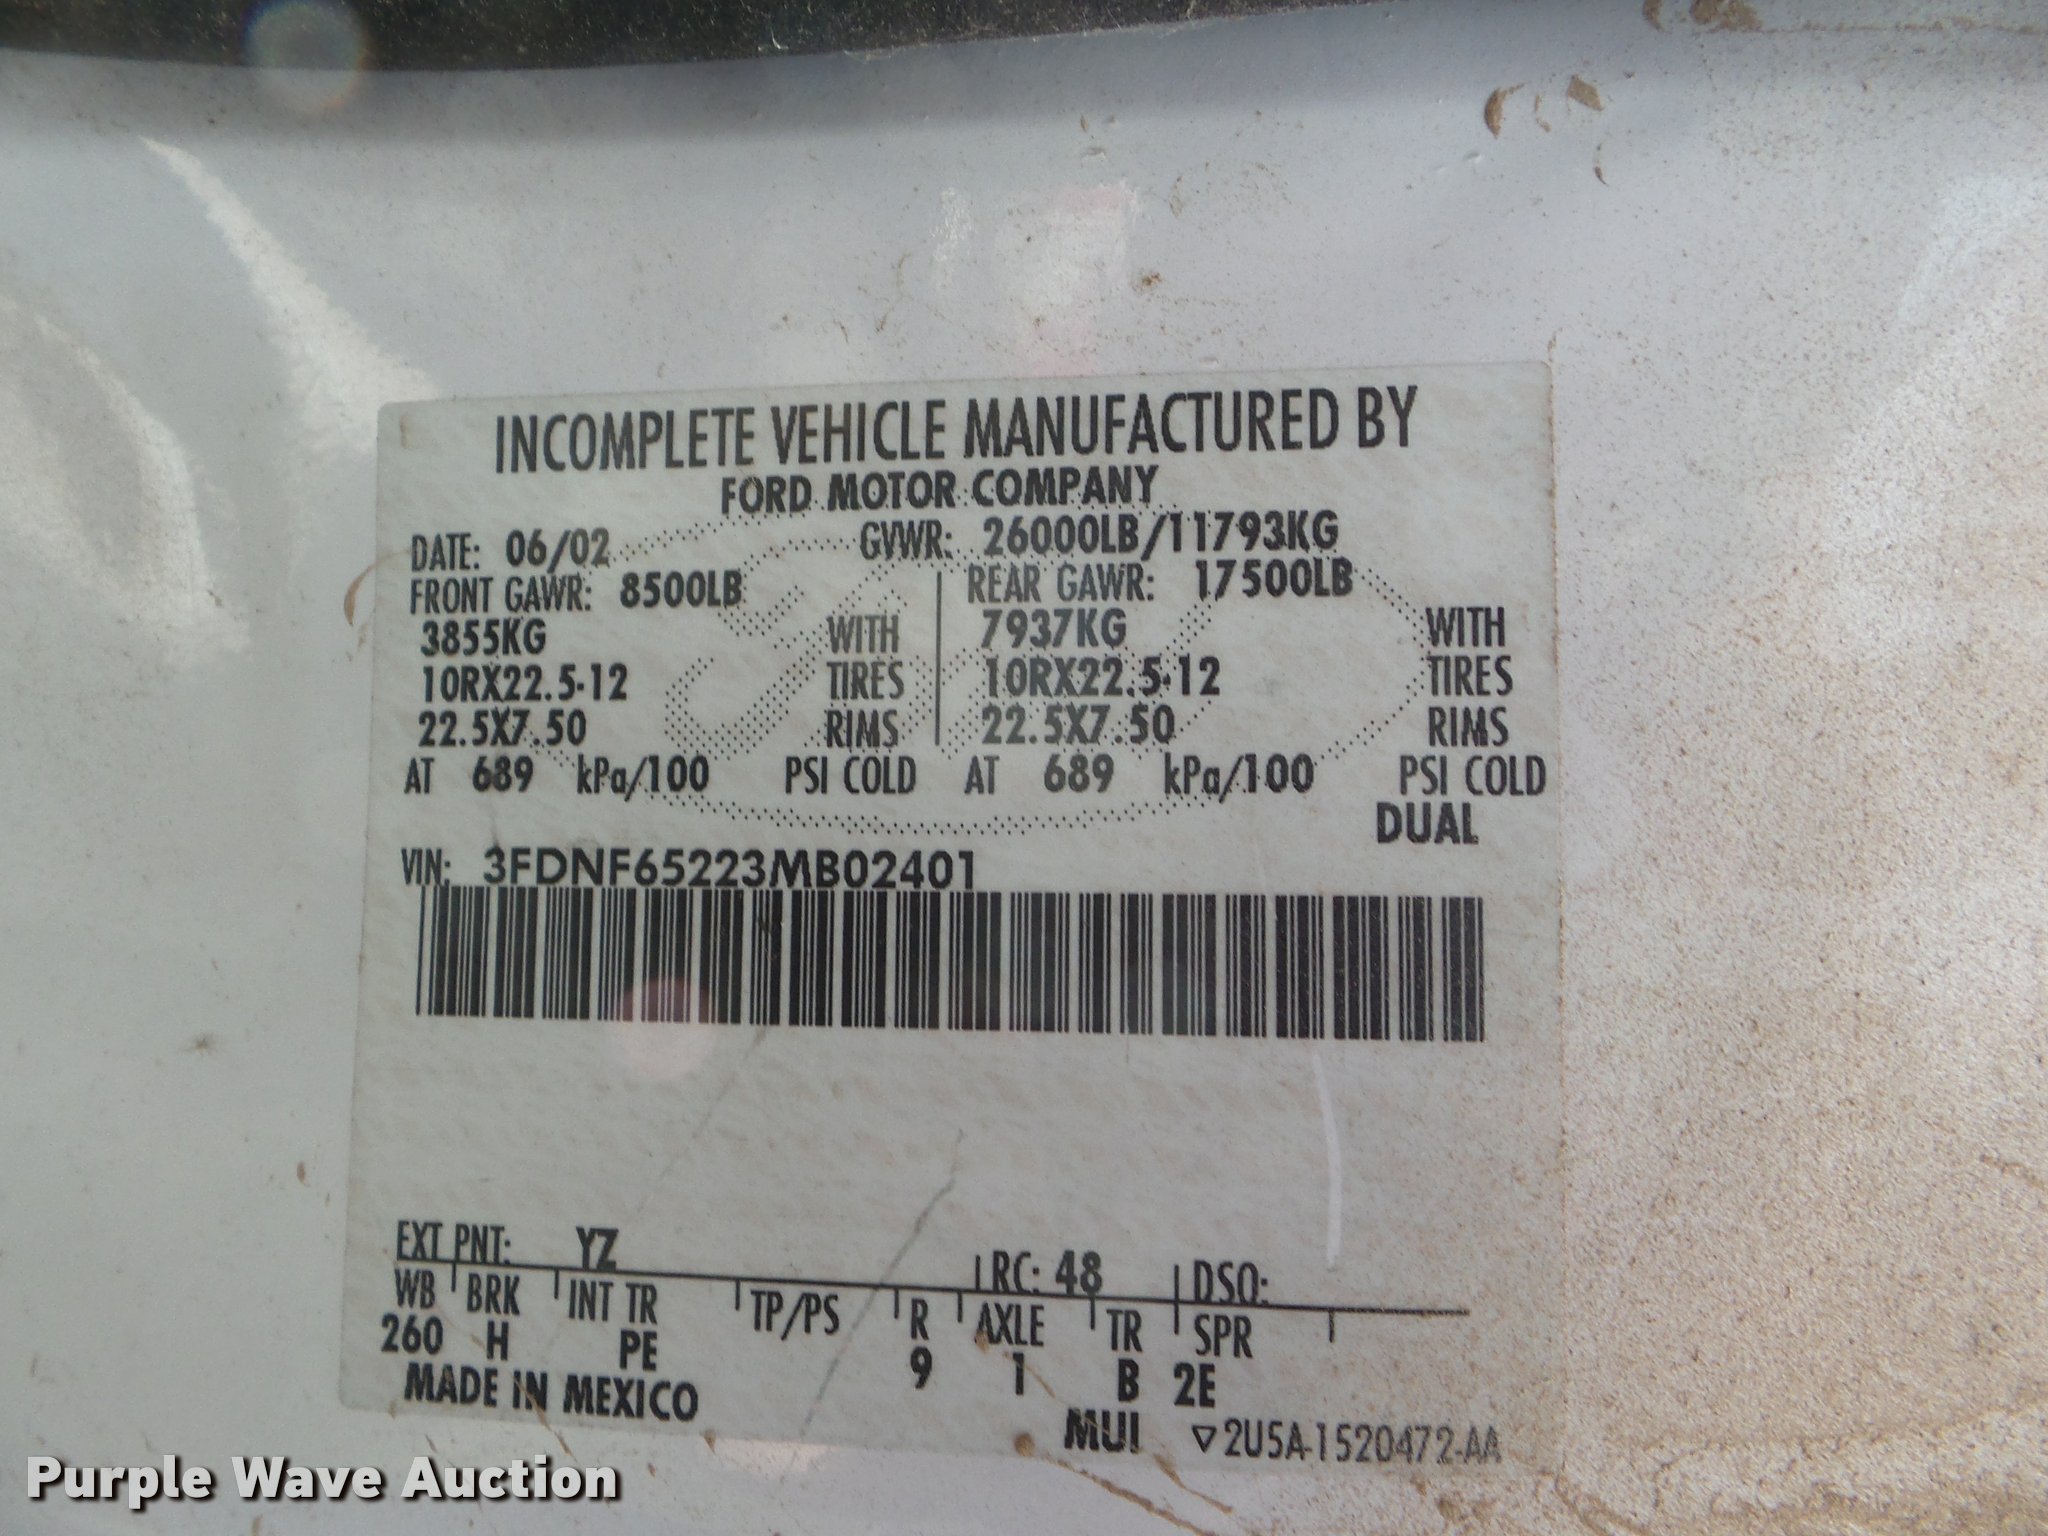 INCOMPLETE VEHICLE MANUFACTURED BY
FORD MOTOR COMPANY
DATE: 06/02 GVWR: 26000LB/11793KG
FRONT GAWR: 8500LB REAR GAWR: 17500LB
3855KG WITH 7937KG WITH
10RX22.5-12 TIRES 10RX22.5-12 TIRES
22.5X7.50 RIMS 22.5X7.50 RIMS
AT 689 kPa/100 PSI COLD AT 689 kPa/100 PSI COLD
DUAL
VIN: 3FDNF65223MB02401
EXT PNT: YZ RC: 48 DSO:
WB BRK INT TR TP/PS R AXLE TR SPR
260 H PE 9 1 B 2E
MADE IN MEXICO
MUI ▽2U5A-1520472-AA
Purple Wave Auction